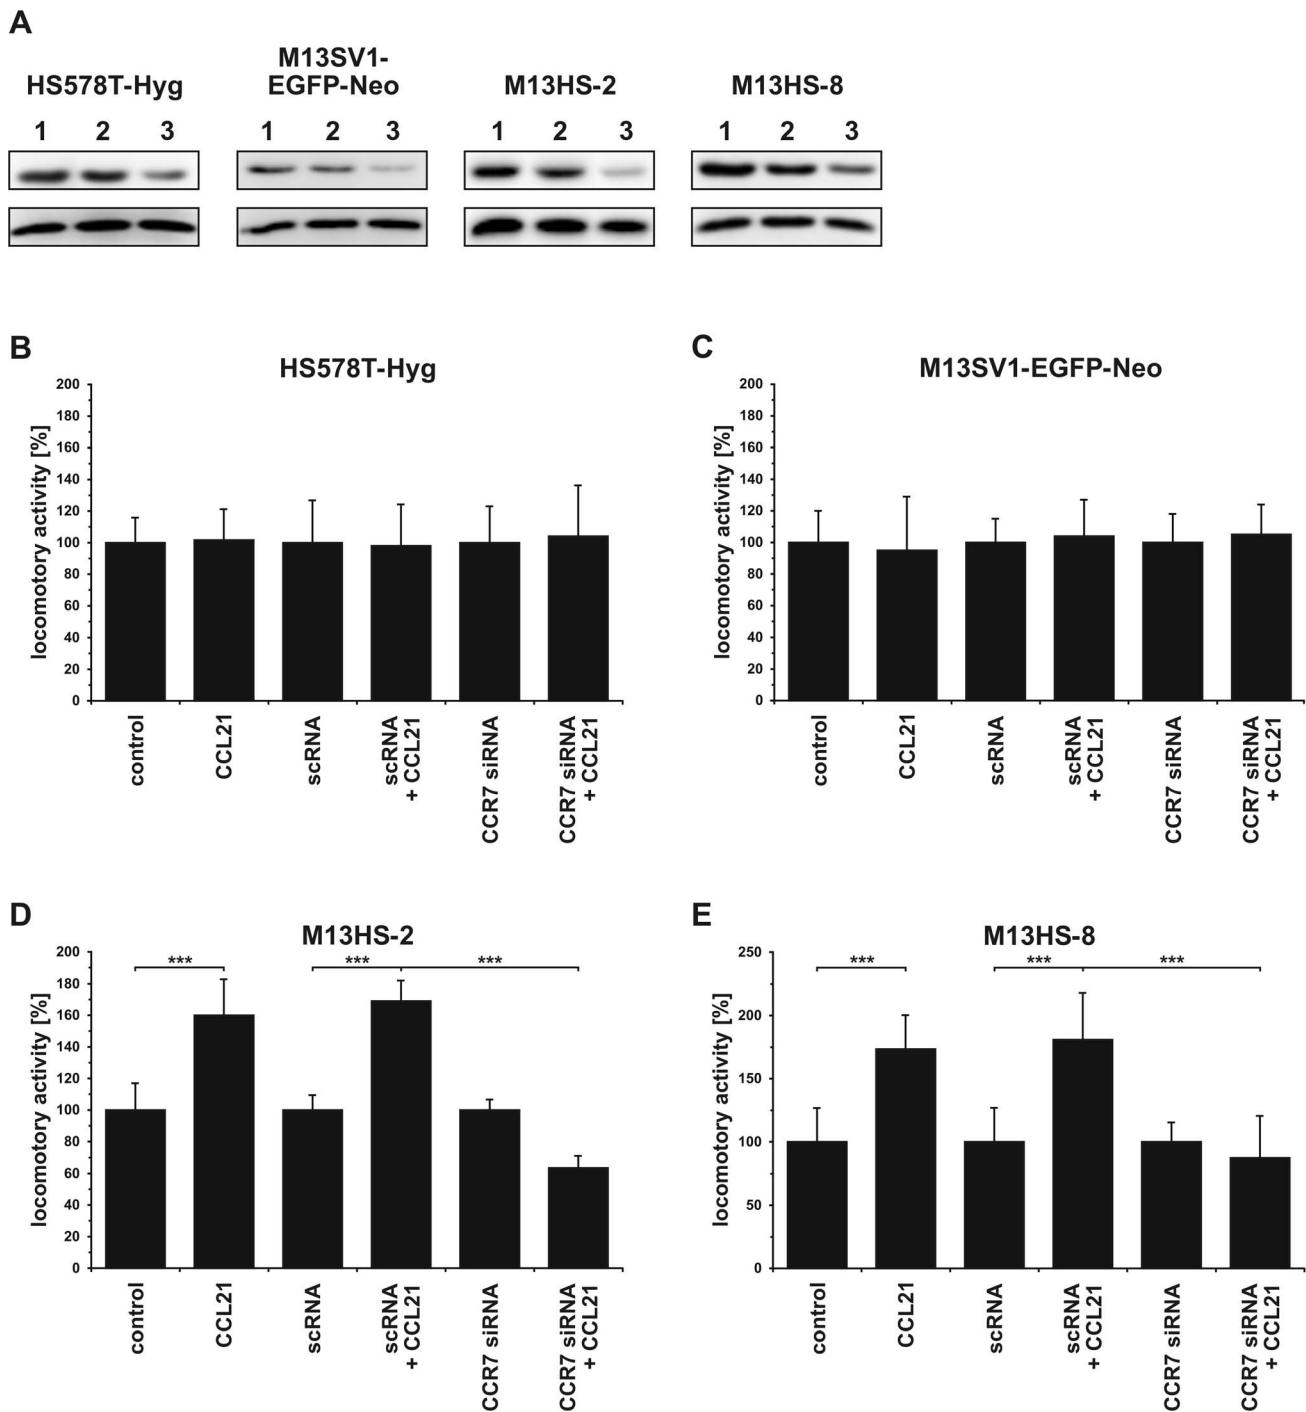 A
HS578T-Hyg
M13SV1-
EGFP-Neo
M13HS-2
M13HS-8
1 2 3
1 2 3
1 2 3
1 2 3
B
HS578T-Hyg
locomotory activity [%]
200
180
160
140
120
100
80
60
40
20
0
control
CCL21
scRNA
scRNA
+ CCL21
CCR7 siRNA
CCR7 siRNA
+ CCL21
C
M13SV1-EGFP-Neo
locomotory activity [%]
200
180
160
140
120
100
80
60
40
20
0
control
CCL21
scRNA
scRNA
+ CCL21
CCR7 siRNA
CCR7 siRNA
+ CCL21
D
M13HS-2
locomotory activity [%]
200
180
160
140
120
100
80
60
40
20
0
*** *** ***
control
CCL21
scRNA
scRNA
+ CCL21
CCR7 siRNA
CCR7 siRNA
+ CCL21
E
M13HS-8
locomotory activity [%]
250
200
150
100
50
0
*** *** ***
control
CCL21
scRNA
scRNA
+ CCL21
CCR7 siRNA
CCR7 siRNA
+ CCL21